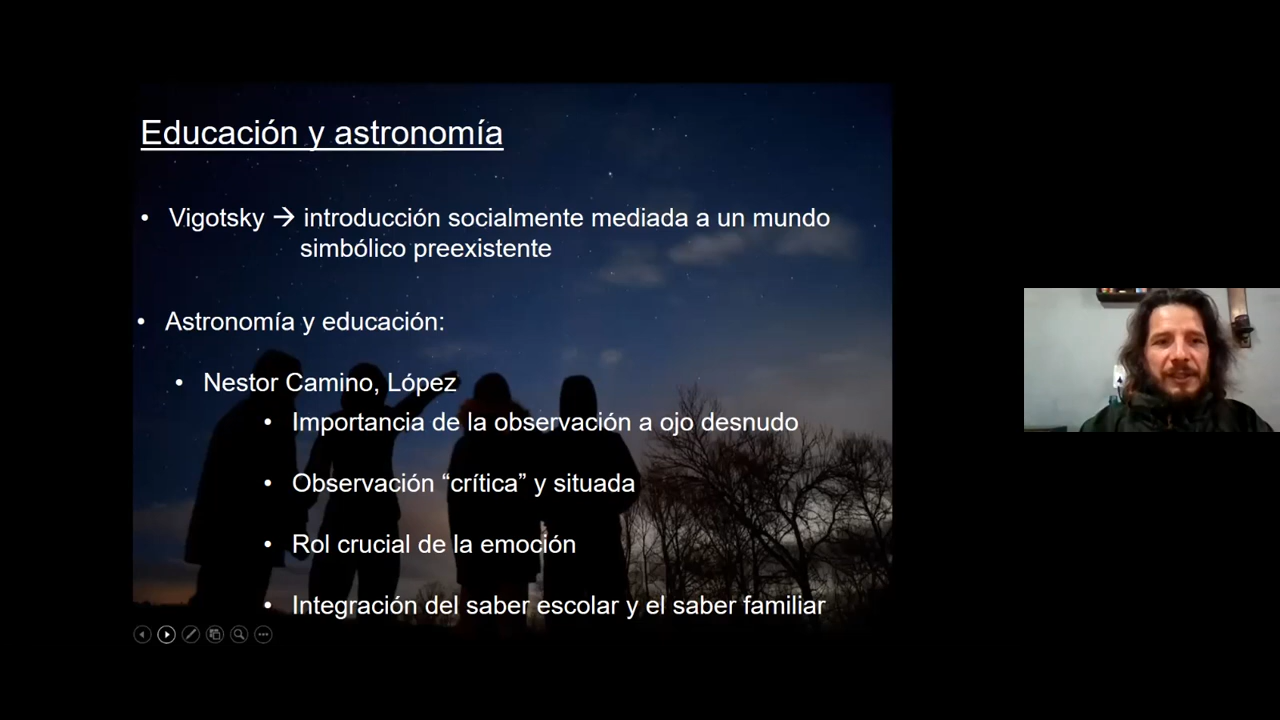 Educación y astronomía
• Vigotsky → introducción socialmente mediada a un mundo
simbólico preexistente
• Astronomía y educación:
• Nestor Camino, López
• Importancia de la observación a ojo desnudo
• Observación “crítica” y situada
• Rol crucial de la emoción
• Integración del saber escolar y el saber familiar